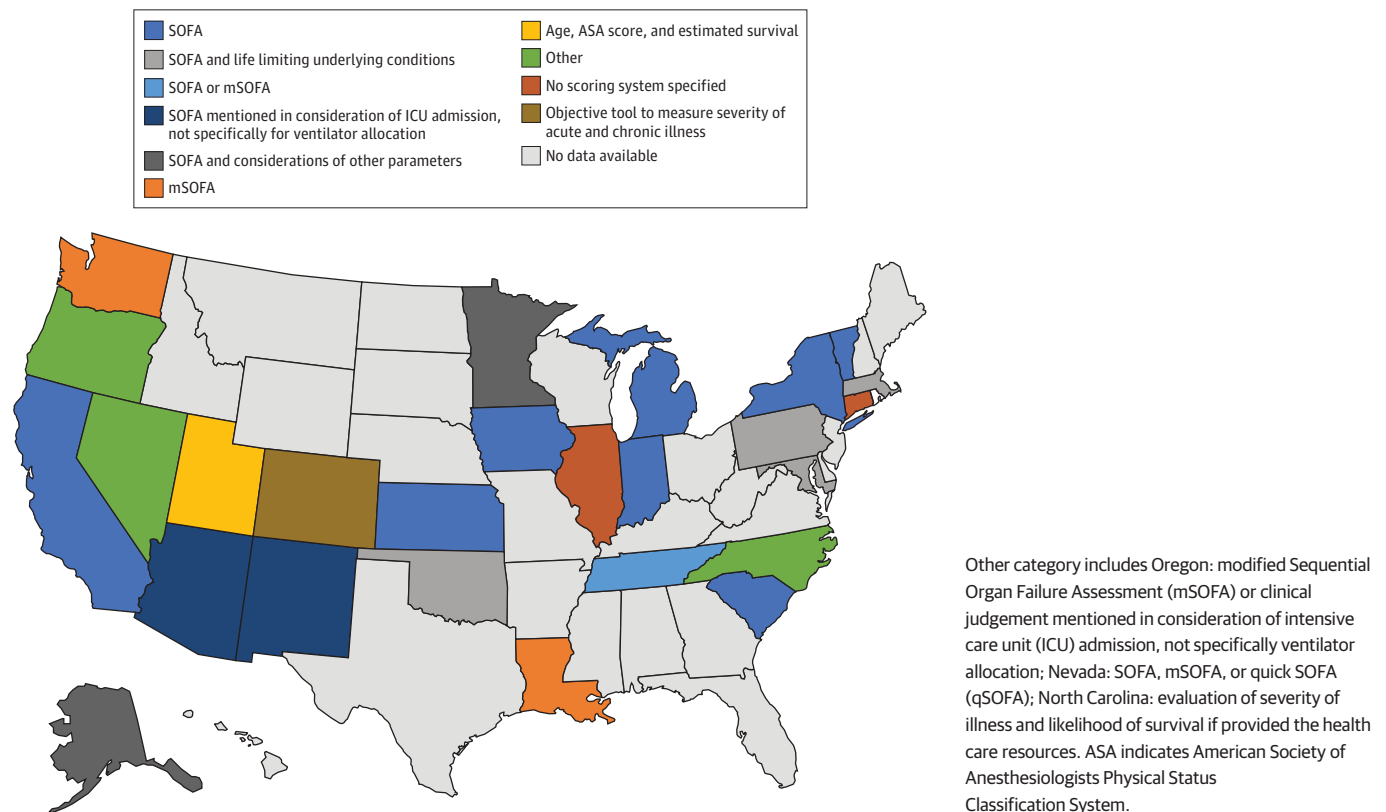 SOFA
SOFA and life limiting underlying conditions
SOFA or mSOFA
SOFA mentioned in consideration of ICU admission,
not specifically for ventilator allocation
SOFA and considerations of other parameters
mSOFA
Age, ASA score, and estimated survival
Other
No scoring system specified
Objective tool to measure severity of
acute and chronic illness
No data available
Other category includes Oregon: modified Sequential
Organ Failure Assessment (mSOFA) or clinical
judgement mentioned in consideration of intensive
care unit (ICU) admission, not specifically ventilator
allocation; Nevada: SOFA, mSOFA, or quick SOFA
(qSOFA); North Carolina: evaluation of severity of
illness and likelihood of survival if provided the health
care resources. ASA indicates American Society of
Anesthesiologists Physical Status
Classification System.